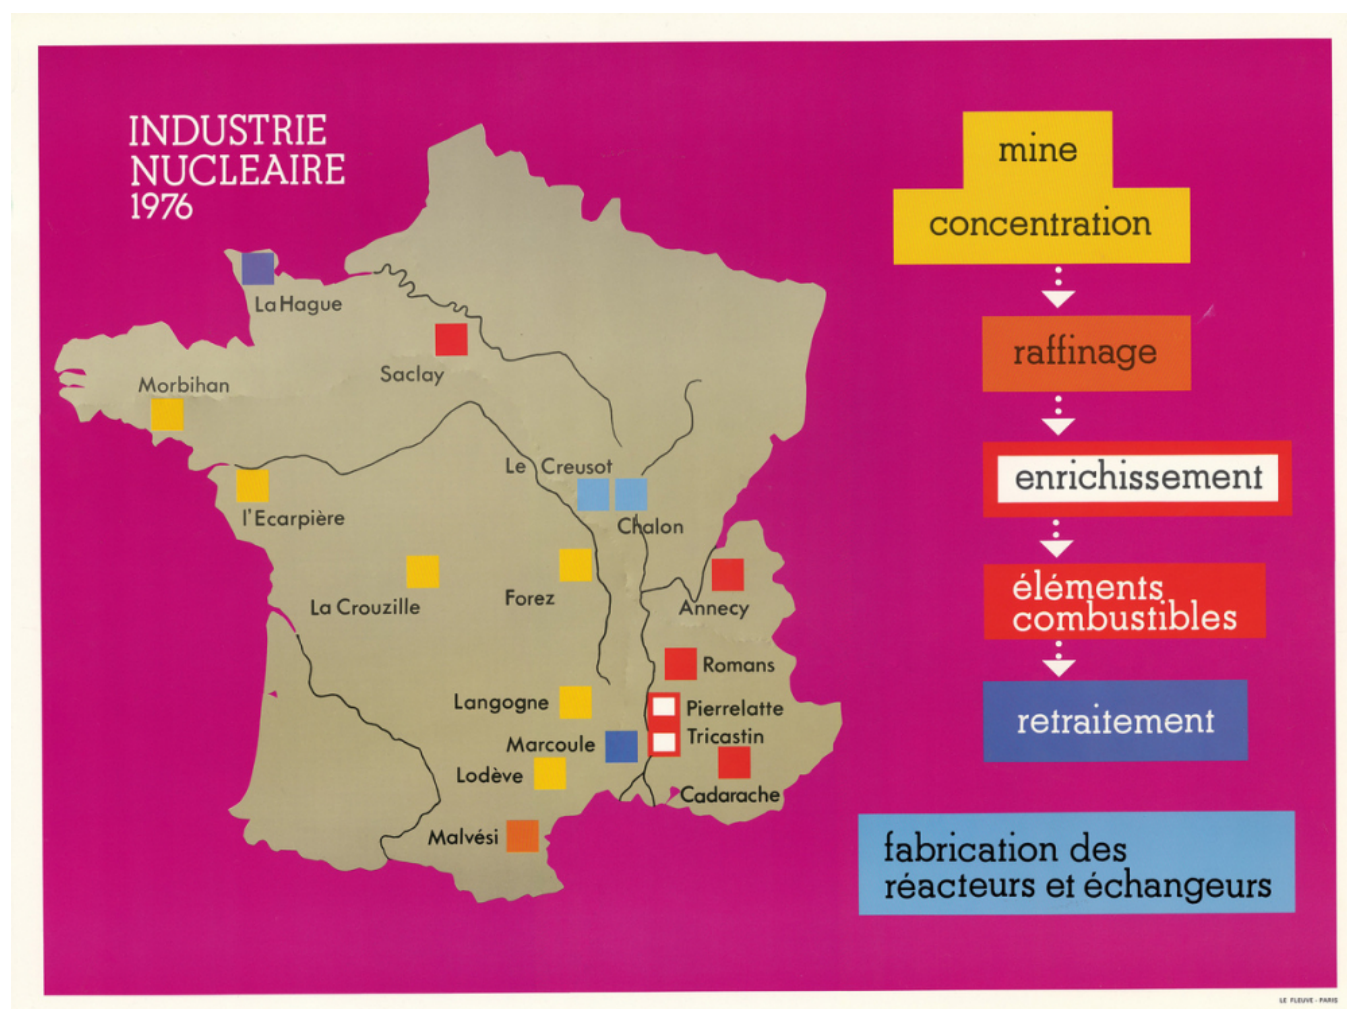 INDUSTRIE
NUCLEAIRE
1976
La Hague
Saclay
Morbihan
l'Ecarpière
Le Creusot
Chalon
La Crouzille
Forez
Annecy
Romans
Langogne
Pierrelatte
Marcoule
Tricastin
Lodève
Cadarache
Malvési
mine
concentration
raffinage
enrichissement
éléments
combustibles
retraitement
fabrication des
réacteurs et échangeurs
LE FLEUVE - PARIS